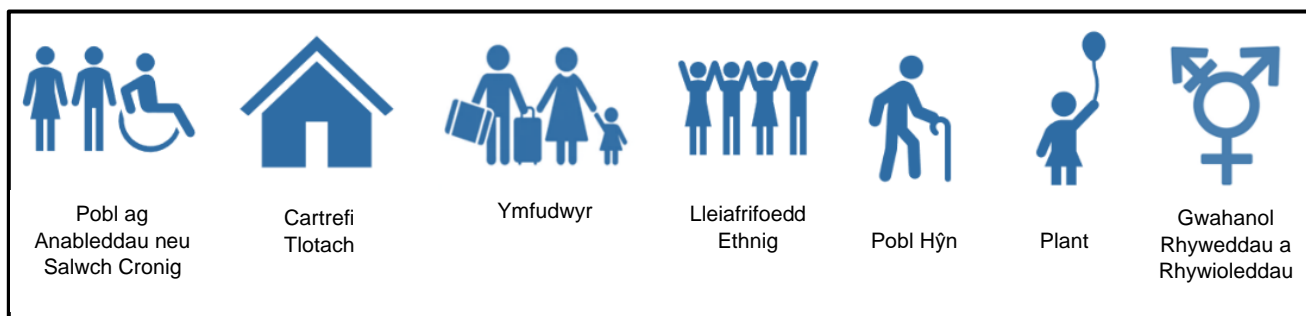 Pobl ag
Anableddau neu
Salwch Cronig
Cartrefi
Tlotach
Ymfudwyr
Lleiafrifoedd
Ethnig
Pobl Hŷn
Plant
Gwahanol
Rhyweddau a
Rhywioleddau